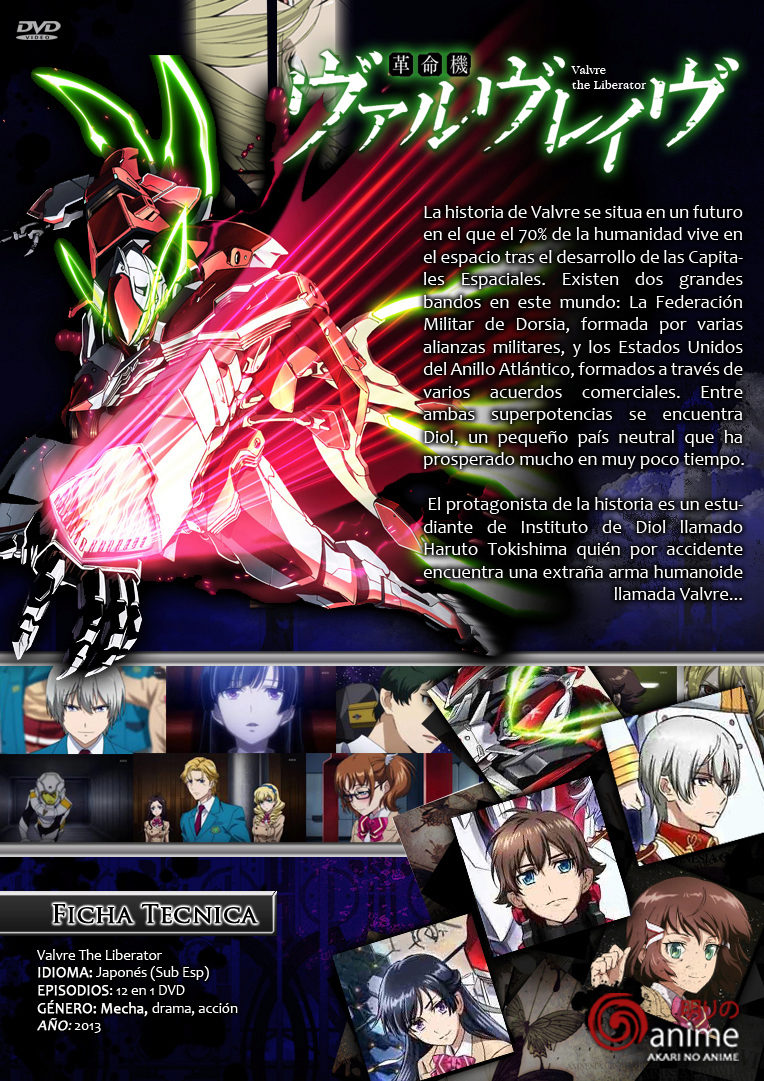 DVD
VIDEO
革命機
Valvre
the Liberator
ヴァルヴレイヴ
La historia de Valvre se situa en un futuro
en el que el 70% de la humanidad vive en
el espacio tras el desarrollo de las Capita-
les Espaciales. Existen dos grandes
bandos en este mundo: La Federación
Militar de Dorsia, formada por varias
alianzas militares, y los Estados Unidos
del Anillo Atlántico, formados a través de
varios acuerdos comerciales. Entre
ambas superpotencias se encuentra
Diol, un pequeño país neutral que ha
prosperado mucho en muy poco tiempo.
El protagonista de la historia es un estu-
diante de Instituto de Diol llamado
Haruto Tokishima quién por accidente
encuentra una extraña arma humanoide
llamada Valvre...
Ficha Tecnica
Valvre The Liberator
IDIOMA: Japonés (Sub Esp)
EPISODIOS: 12 en 1 DVD
GÉNERO: Mecha, drama, acción
AÑO: 2013
明りの
anime
AKARI NO ANIME